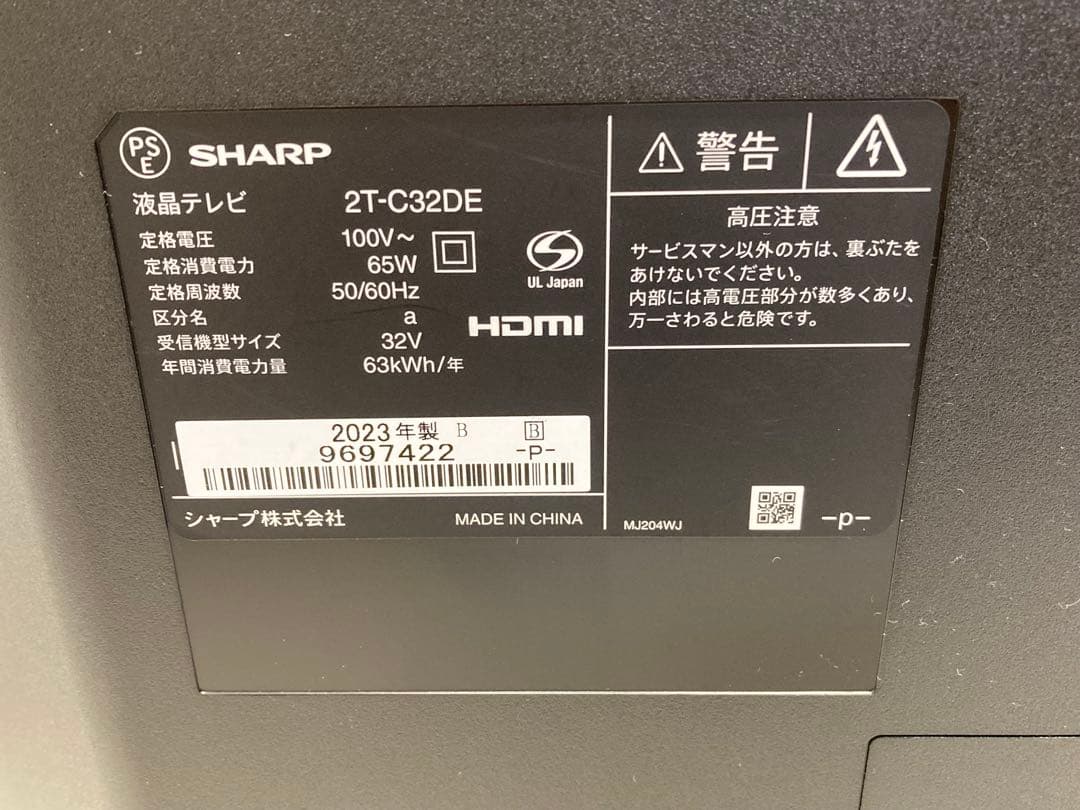 PS
E
SHARP
液晶テレビ 2T-C32DE
定格電圧 100V~
定格消費電力 65W
定格周波数 50/60Hz
区分名 a
受信機型サイズ 32V
年間消費電力量 63kWh/年
UL Japan
HDMI
2023年製 B B
9697422 -P-
シャープ株式会社 MADE IN CHINA
警告
高圧注意
サービスマン以外の方は、裏ぶたを
あけないでください。
内部には高電圧部分が数多くあり、
万一さわると危険です。
MJ204WJ -p-